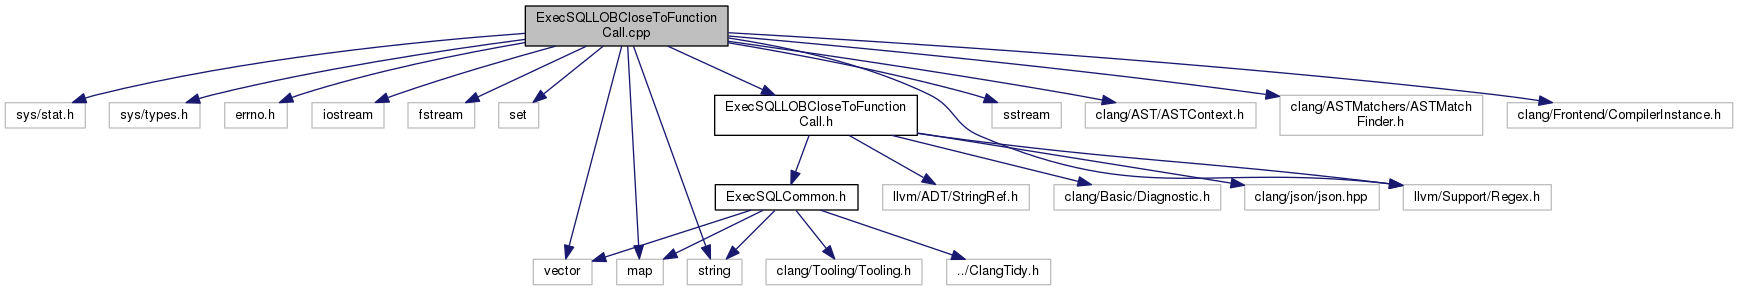 ExecSQLLOBCloseToFunction
Call.cpp
sys/stat.h
sys/types.h
errno.h
iostream
fstream
set
ExecSQLLOBCloseToFunction
Call.h
sstream
clang/AST/ASTContext.h
clang/ASTMatchers/ASTMatch
Finder.h
clang/Frontend/CompilerInstance.h
ExecSQLCommon.h
llvm/ADT/StringRef.h
clang/Basic/Diagnostic.h
clang/json/json.hpp
llvm/Support/Regex.h
vector
map
string
clang/Tooling/Tooling.h
../ClangTidy.h